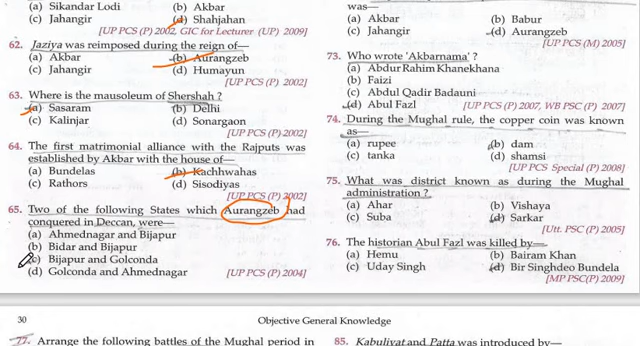 (a) Sikandar Lodi (b) Akbar
(c) Jahangir (d) Shahjahan
[UP PCS (P) 2002, GIC for Lecturer (UP) 2009]
62. Jaziya was reimposed during the reign of—
(a) Akbar (b) Aurangzeb
(c) Jahangir (d) Humayun
[UP PCS (P) 2002]
63. Where is the mausoleum of Shershah ?
(a) Sasaram (b) Delhi
(c) Kalinjar (d) Sonargaon
[UP PCS (P) 2002]
64. The first matrimonial alliance with the Rajputs was
established by Akbar with the house of—
(a) Bundelas (b) Kachhwahas
(c) Rathors (d) Sisodiyas
[UP PCS (P) 2002]
65. Two of the following States which Aurangzeb had
conquered in Deccan, were—
(a) Ahmednagar and Bijapur
(b) Bidar and Bijapur
(c) Bijapur and Golconda
(d) Golconda and Ahmednagar [UP PCS (P) 2004]
was—
(a) Akbar (b) Babur
(c) Jahangir (d) Aurangzeb
[UP PCS (M) 2005]
73. Who wrote 'Akbarnama' ?
(a) Abdur Rahim Khanekhana
(b) Faizi
(c) Abdul Qadir Badauni
(d) Abul Fazl [UP PCS (P) 2007, WB PSC (P) 2007]
74. During the Mughal rule, the copper coin was known
as—
(a) rupee (b) dam
(c) tanka (d) shamsi
[UP PCS Special (P) 2008]
75. What was district known as during the Mughal
administration ?
(a) Ahar (b) Vishaya
(c) Suba (d) Sarkar
[Utt. PSC (P) 2005]
76. The historian Abul Fazl was killed by—
(a) Hemu (b) Bairam Khan
(c) Uday Singh (d) Bir Singhdeo Bundela
[MP PSC(P) 2009]
30 Objective General Knowledge
77. Arrange the following battles of the Mughal period in
85. Kabuliyat and Patta was introduced by—